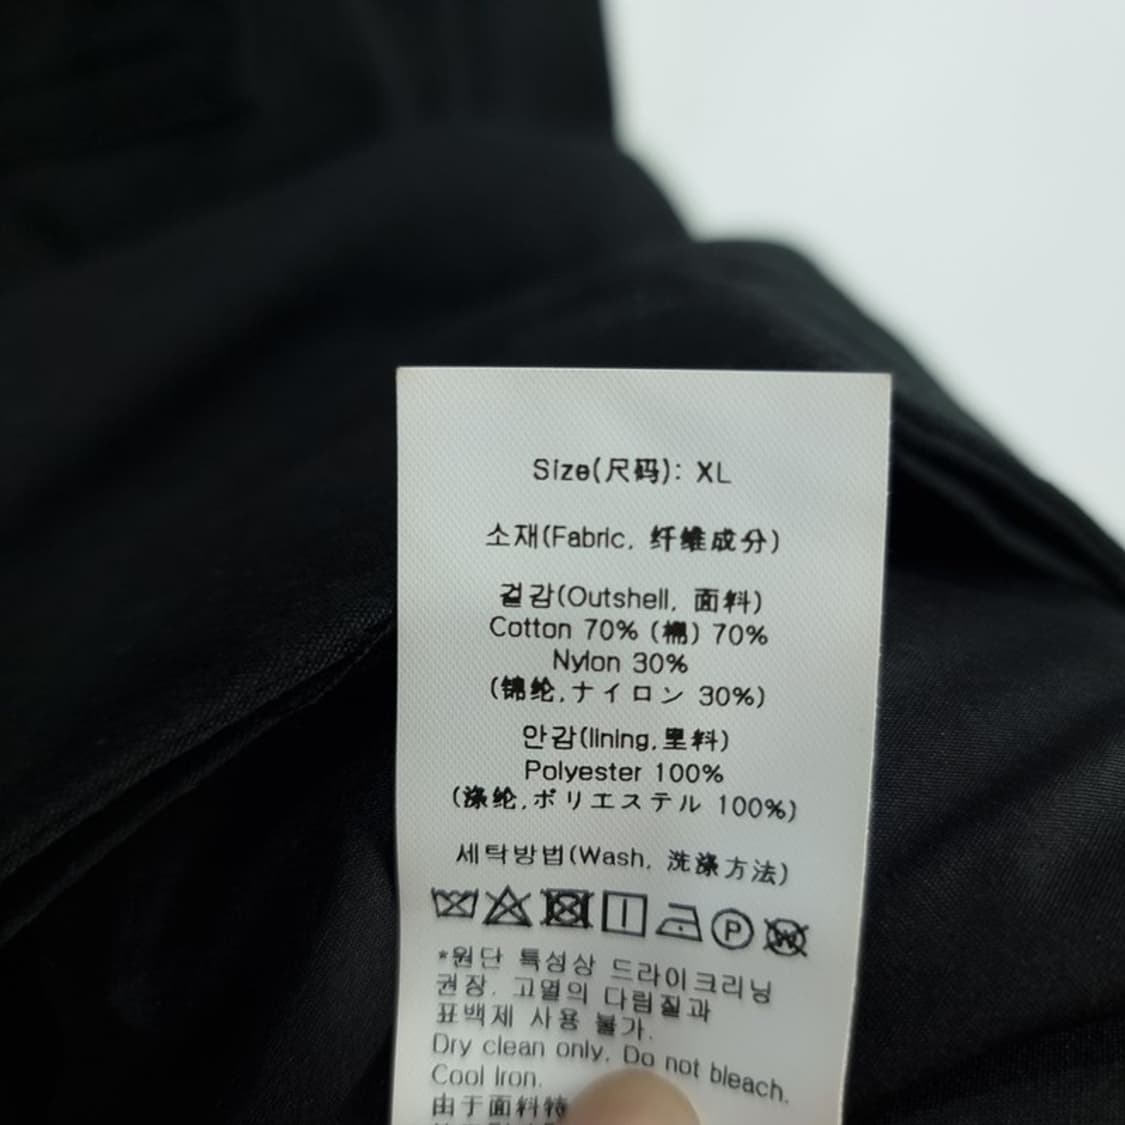 Size(尺码): XL
소재(Fabric, 纤维成分)
겉감(Outshell, 面料)
Cotton 70% (棉) 70%
Nylon 30%
(锦纶,ナイロン 30%)
안감(lining,里料)
Polyester 100%
(涤纶,ポリエステル 100%)
세탁방법(Wash, 洗涤方法)
P W
*원단 특성상 드라이크리닝
권장. 고열의 다림질과
표백제 사용 불가.
Dry clean only. Do not bleach.
Cool Iron.
由于面料特